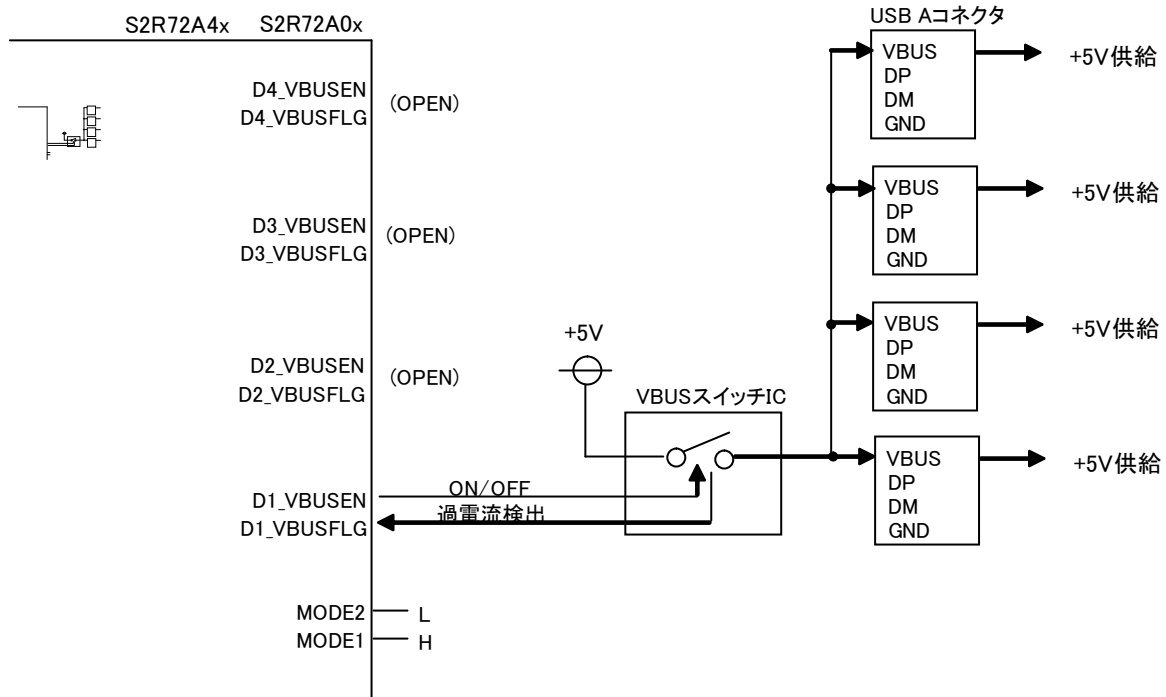 S2R72A4x S2R72A0x
USB Aコネクタ
D4_VBUSEN
D4_VBUSFLG
(OPEN)
VBUS
DP
DM
GND
+5V供給
D3_VBUSEN
D3_VBUSFLG
(OPEN)
VBUS
DP
DM
GND
+5V供給
D2_VBUSEN
D2_VBUSFLG
(OPEN)
+5V
VBUSスイッチIC
VBUS
DP
DM
GND
+5V供給
D1_VBUSEN
D1_VBUSFLG
ON/OFF
過電流検出
VBUS
DP
DM
GND
+5V供給
MODE2 L
MODE1 H